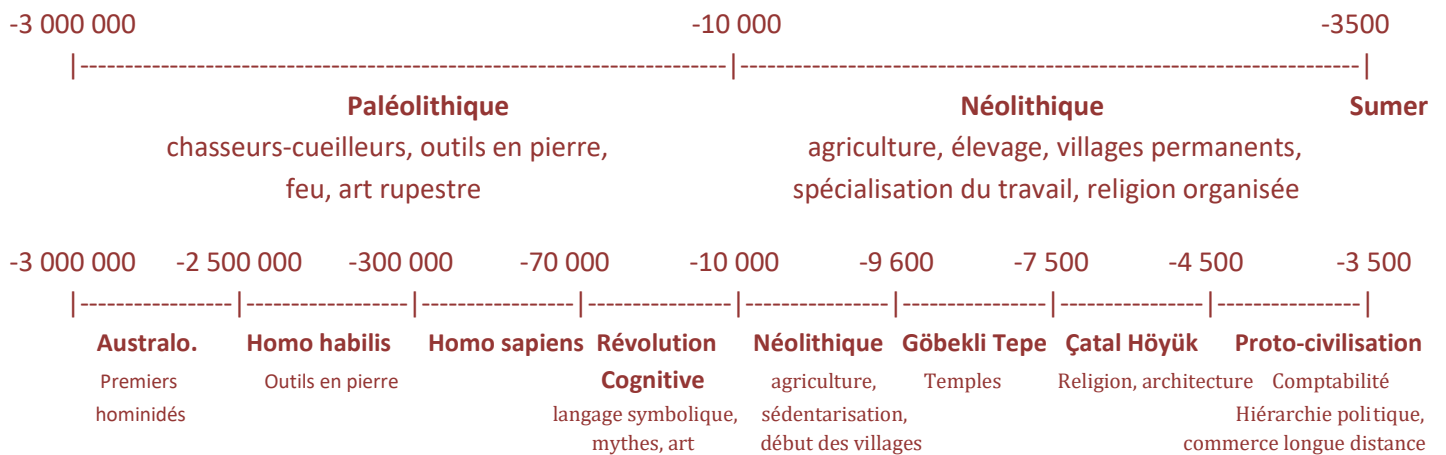 -3 000 000 -10 000 -3500
|-------------------------------------------------------------------------|----------------------------------------------------------------------|
Paléolithique Néolithique Sumer
chasseurs-cueilleurs, outils en pierre, agriculture, élevage, villages permanents,
feu, art rupestre spécialisation du travail, religion organisée
-3 000 000 -2 500 000 -300 000 -70 000 -10 000 -9 600 -7 500 -4 500 -3 500
|------------------|-------------------|------------------|----------------|-----------------|----------------|-----------------|-----------------|
Australo. Homo habilis Homo sapiens Révolution Néolithique Göbekli Tepe Çatal Höyük Proto-civilisation
Premiers Outils en pierre Cognitive agriculture, Temples Religion, architecture Comptabilité
hominidés langage symbolique, sédentarisation, Hiérarchie politique,
mythes, art début des villages commerce longue distance